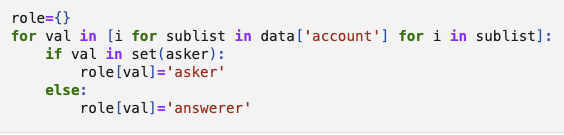 role={}
for val in [i for sublist in data['account'] for i in sublist]:
    if val in set(asker):
        role[val]='asker'
    else:
        role[val]='answerer'